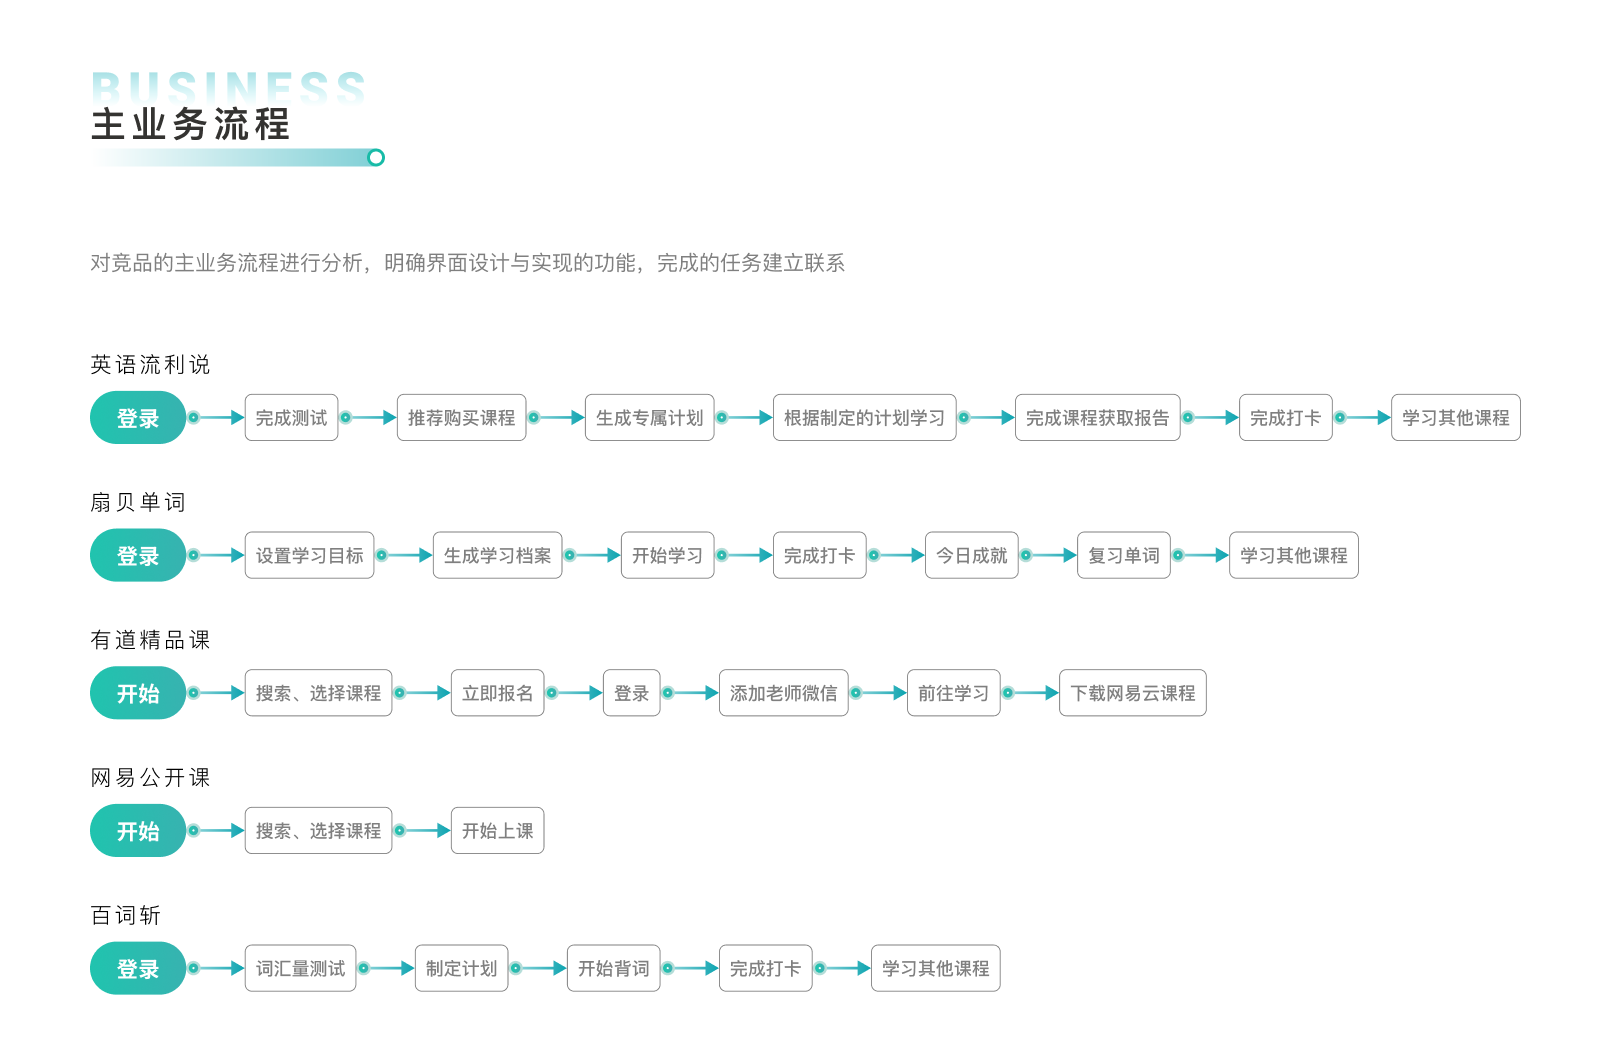 BUSINESS
主业务流程
对竞品的主业务流程进行分析，明确界面设计与实现的功能，完成的任务建立联系
英语流利说
登录 完成测试 推荐购买课程 生成专属计划 根据制定的计划学习 完成课程获取报告 完成打卡 学习其他课程
扇贝单词
登录 设置学习目标 生成学习档案 开始学习 完成打卡 今日成就 复习单词 学习其他课程
有道精品课
开始 搜索、选择课程 立即报名 登录 添加老师微信 前往学习 下载网易云课程
网易公开课
开始 搜索、选择课程 开始上课
百词斩
登录 词汇量测试 制定计划 开始背词 完成打卡 学习其他课程